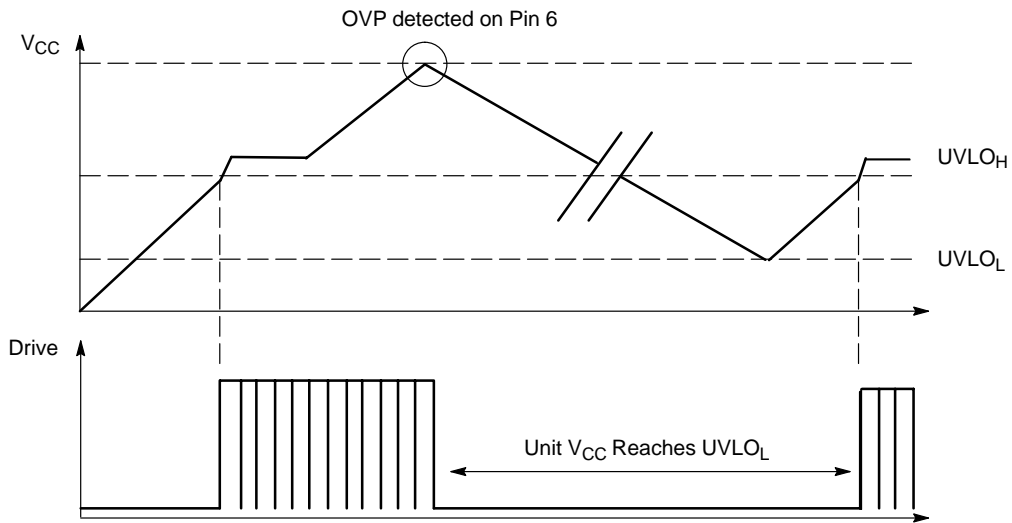 OVP detected on Pin 6
VCC
UVLOH
UVLOL
Drive
Unit VCC Reaches UVLOL